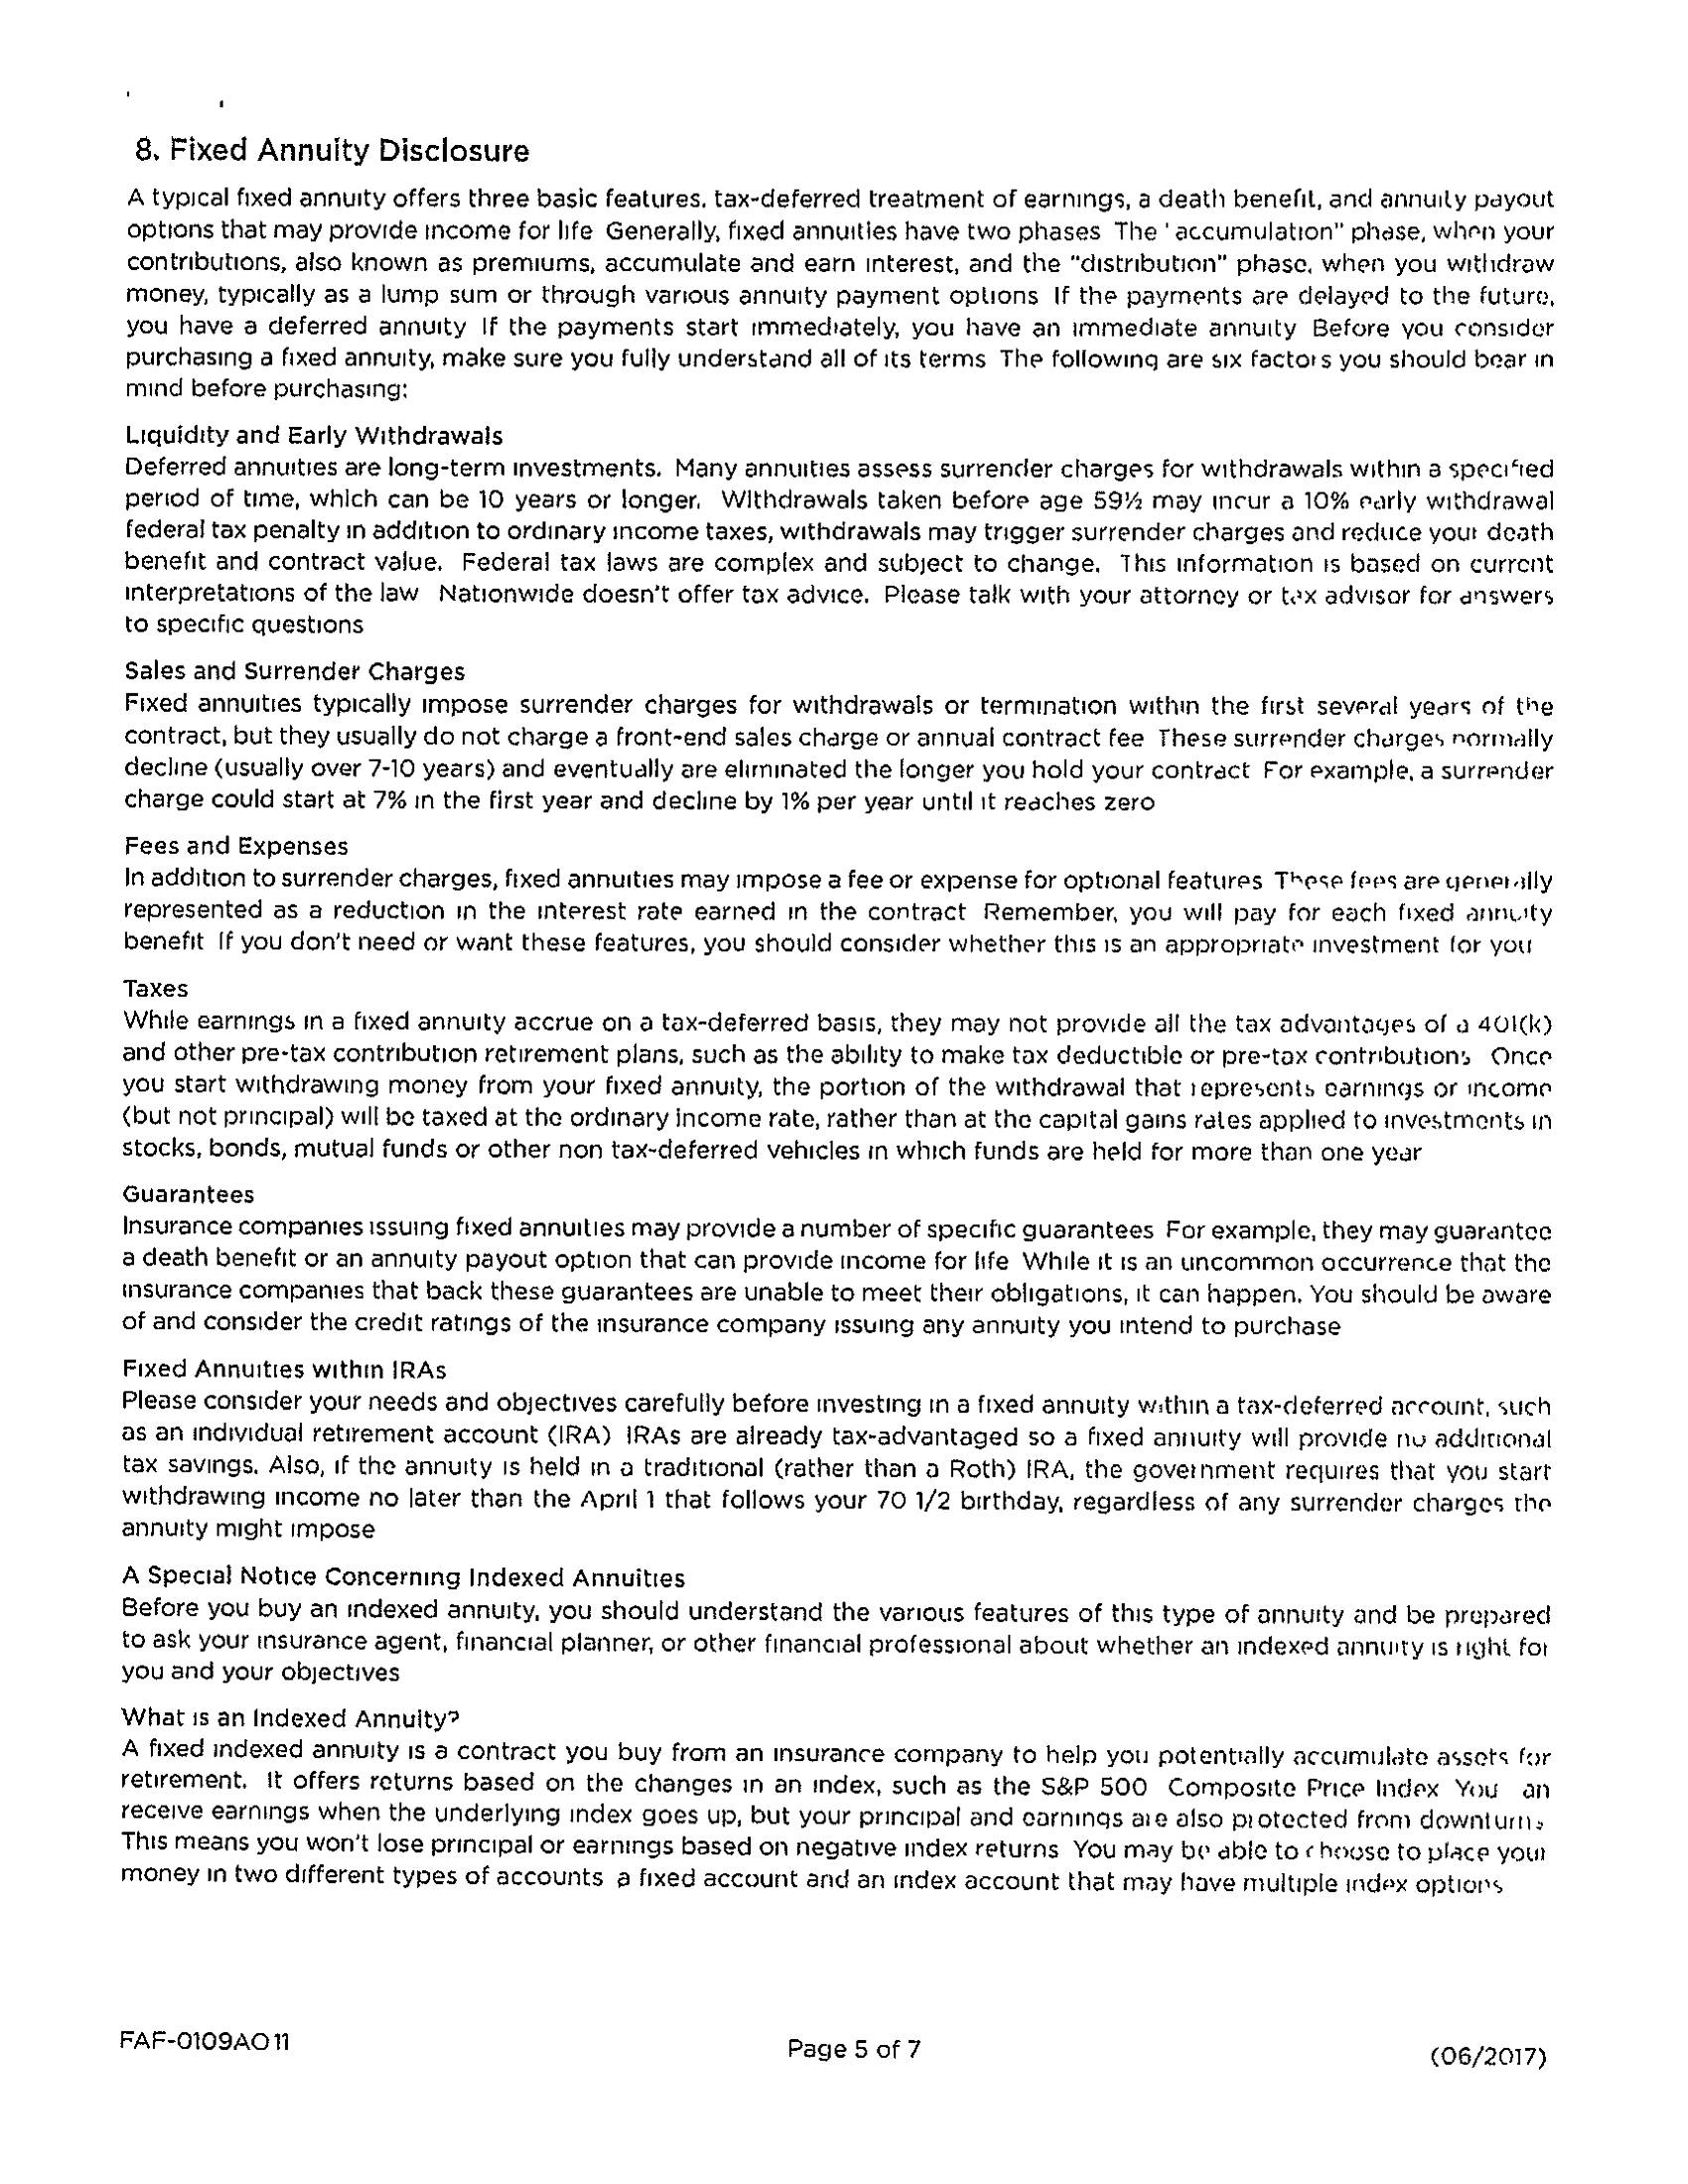 8. Fixed Annuity Disclosure
A typical fixed annuity offers three basic features. tax-deferred treatment of earnings, a death benefit, and annuity payout
options that may provide income for life Generally, fixed annuities have two phases The 'accumulation" phase, when your
contributions, also known as premiums, accumulate and earn interest, and the "distribution" phase, when you withdraw
money, typically as a lump sum or through various annuity payment options If the payments are delayed to the future,
you have a deferred annuity If the payments start immediately, you have an immediate annuity Before you consider
purchasing a fixed annuity, make sure you fully understand all of its terms The following are six factors you should bear in
mind before purchasing:
Liquidity and Early Withdrawals
Deferred annuities are long-term investments. Many annuities assess surrender charges for withdrawals within a specified
period of time, which can be 10 years or longer. Withdrawals taken before age 59½ may incur a 10% early withdrawal
federal tax penalty in addition to ordinary income taxes, withdrawals may trigger surrender charges and reduce your death
benefit and contract value. Federal tax laws are complex and subject to change. This information is based on current
interpretations of the law Nationwide doesn't offer tax advice. Please talk with your attorney or tax advisor for answers
to specific questions
Sales and Surrender Charges
Fixed annuities typically impose surrender charges for withdrawals or termination within the first several years of the
contract, but they usually do not charge a front-end sales charge or annual contract fee These surrender charges normally
decline (usually over 7-10 years) and eventually are eliminated the longer you hold your contract For example, a surrender
charge could start at 7% in the first year and decline by 1% per year until it reaches zero
Fees and Expenses
In addition to surrender charges, fixed annuities may impose a fee or expense for optional features These fees are generally
represented as a reduction in the interest rate earned in the contract Remember, you will pay for each fixed annuity
benefit If you don't need or want these features, you should consider whether this is an appropriate investment for you
Taxes
While earnings in a fixed annuity accrue on a tax-deferred basis, they may not provide all the tax advantages of a 401(k)
and other pre-tax contribution retirement plans, such as the ability to make tax deductible or pre-tax contributions Once
you start withdrawing money from your fixed annuity, the portion of the withdrawal that represents earnings or income
(but not principal) will be taxed at the ordinary income rate, rather than at the capital gains rates applied to investments in
stocks, bonds, mutual funds or other non tax-deferred vehicles in which funds are held for more than one year
Guarantees
Insurance companies issuing fixed annuities may provide a number of specific guarantees For example, they may guarantee
a death benefit or an annuity payout option that can provide income for life While it is an uncommon occurrence that the
insurance companies that back these guarantees are unable to meet their obligations, it can happen. You should be aware
of and consider the credit ratings of the insurance company issuing any annuity you intend to purchase
Fixed Annuities within IRAs
Please consider your needs and objectives carefully before investing in a fixed annuity within a tax-deferred account, such
as an individual retirement account (IRA) IRAs are already tax-advantaged so a fixed annuity will provide no additional
tax savings. Also, if the annuity is held in a traditional (rather than a Roth) IRA, the government requires that you start
withdrawing income no later than the April 1 that follows your 70 1/2 birthday, regardless of any surrender charges the
annuity might impose
A Special Notice Concerning Indexed Annuities
Before you buy an indexed annuity, you should understand the various features of this type of annuity and be prepared
to ask your insurance agent, financial planner, or other financial professional about whether an indexed annuity is right for
you and your objectives
What is an Indexed Annuity?
A fixed indexed annuity is a contract you buy from an insurance company to help you potentially accumulate assets for
retirement. It offers returns based on the changes in an index, such as the S&P 500 Composite Price Index You an
receive earnings when the underlying index goes up, but your principal and earnings are also protected from downturns
This means you won't lose principal or earnings based on negative index returns You may be able to choose to place your
money in two different types of accounts a fixed account and an index account that may have multiple index options
FAF-0109AO 11
Page 5 of 7
(06/2017)